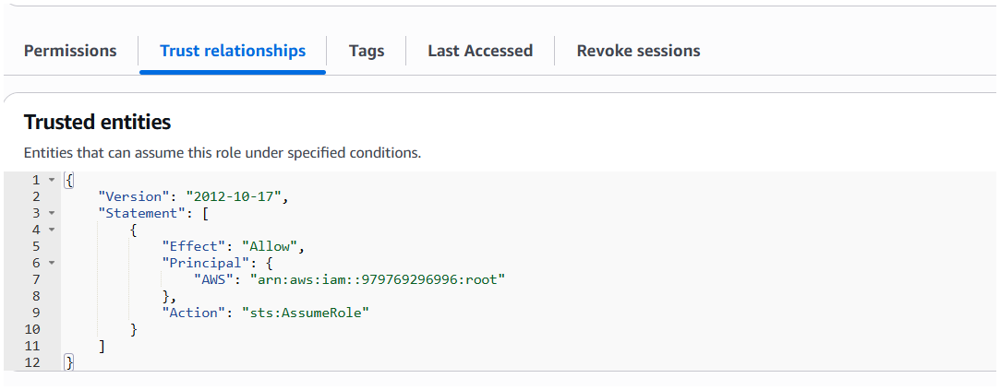 Permissions Trust relationships Tags Last Accessed Revoke sessions
Trusted entities
Entities that can assume this role under specified conditions.
1 {
2     "Version": "2012-10-17",
3     "Statement": [
4         {
5             "Effect": "Allow",
6             "Principal": {
7                 "AWS": "arn:aws:iam::979769296996:root"
8             },
9             "Action": "sts:AssumeRole"
10         }
11     ]
12 }